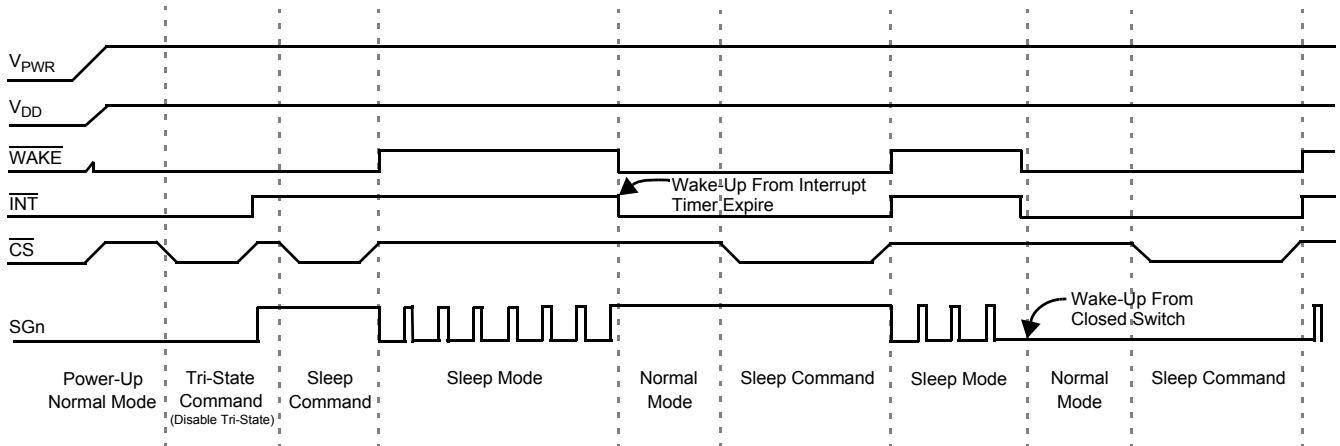 VPWR
VDD
WAKE
INT
Wake-Up From Interrupt
Timer Expire
CS
SGn
Wake-Up From
Closed Switch
Power-Up
Normal Mode
Tri-State
Command
(Disable Tri-State)
Sleep
Command
Sleep Mode
Normal
Mode
Sleep Command
Sleep Mode
Normal
Mode
Sleep Command